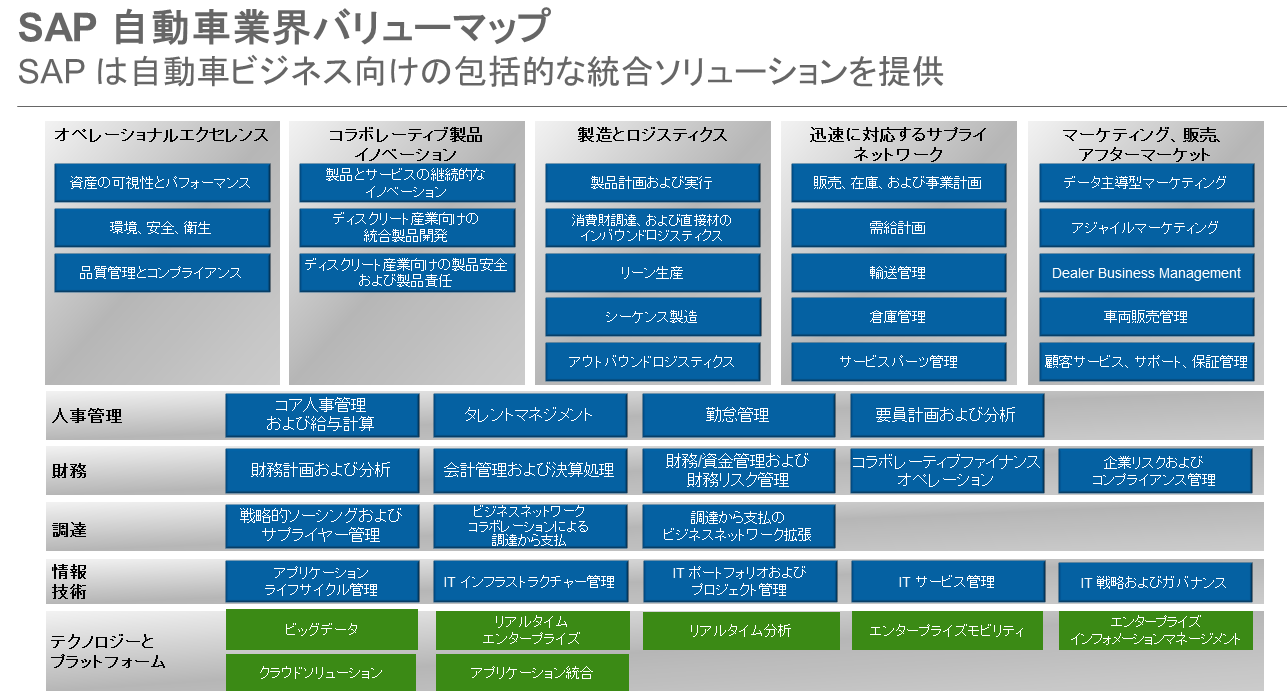 SAP 自動車業界バリューマップ
SAP は自動車ビジネス向けの包括的な統合ソリューションを提供
オペレーショナルエクセレンス
資産の可視性とパフォーマンス
環境、安全、衛生
品質管理とコンプライアンス
コラボレーティブ製品
イノベーション
製品とサービスの継続的な
イノベーション
ディスクリート産業向けの
統合製品開発
ディスクリート産業向けの製品安全
および製品責任
製造とロジスティクス
製品計画および実行
消費財調達、および直接材の
インバウンドロジスティクス
リーン生産
シーケンス製造
アウトバウンドロジスティクス
迅速に対応するサプライ
ネットワーク
販売、在庫、および事業計画
需給計画
輸送管理
倉庫管理
サービスパーツ管理
マーケティング、販売、
アフターマーケット
データ主導型マーケティング
アジャイルマーケティング
Dealer Business Management
車両販売管理
顧客サービス、サポート、保証管理
人事管理
コア人事管理
および給与計算
タレントマネジメント
勤怠管理
要員計画および分析
財務
財務計画および分析
会計管理および決算処理
財務/資金管理および
財務リスク管理
コラボレーティブファイナンス
オペレーション
企業リスクおよび
コンプライアンス管理
調達
戦略的ソーシングおよび
サプライヤー管理
ビジネスネットワーク
コラボレーションによる
調達から支払
調達から支払の
ビジネスネットワーク拡張
情報
技術
アプリケーション
ライフサイクル管理
IT インフラストラクチャー管理
IT ポートフォリオおよび
プロジェクト管理
IT サービス管理
IT 戦略およびガバナンス
テクノロジーと
プラットフォーム
ビッグデータ
リアルタイム
エンタープライズ
リアルタイム分析
エンタープライズモビリティ
エンタープライズ
インフォメーションマネージメント
クラウドソリューション
アプリケーション統合